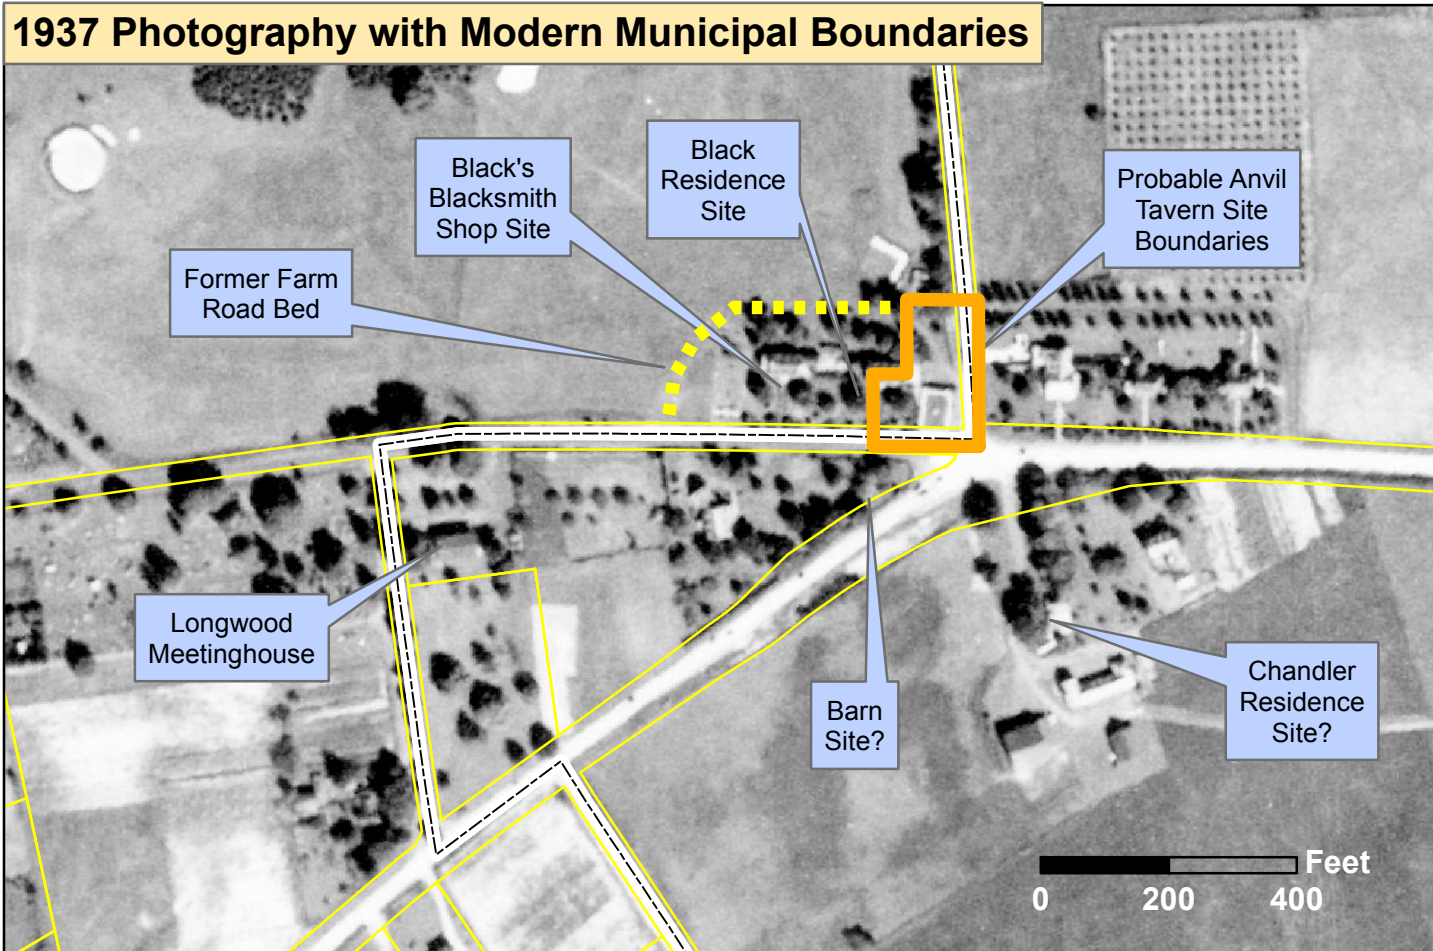 1937 Photography with Modern Municipal Boundaries
Black's
Blacksmith
Shop Site
Black
Residence
Site
Probable Anvil
Tavern Site
Boundaries
Former Farm
Road Bed
Longwood
Meetinghouse
Barn
Site?
Chandler
Residence
Site?
Feet
0 200 400